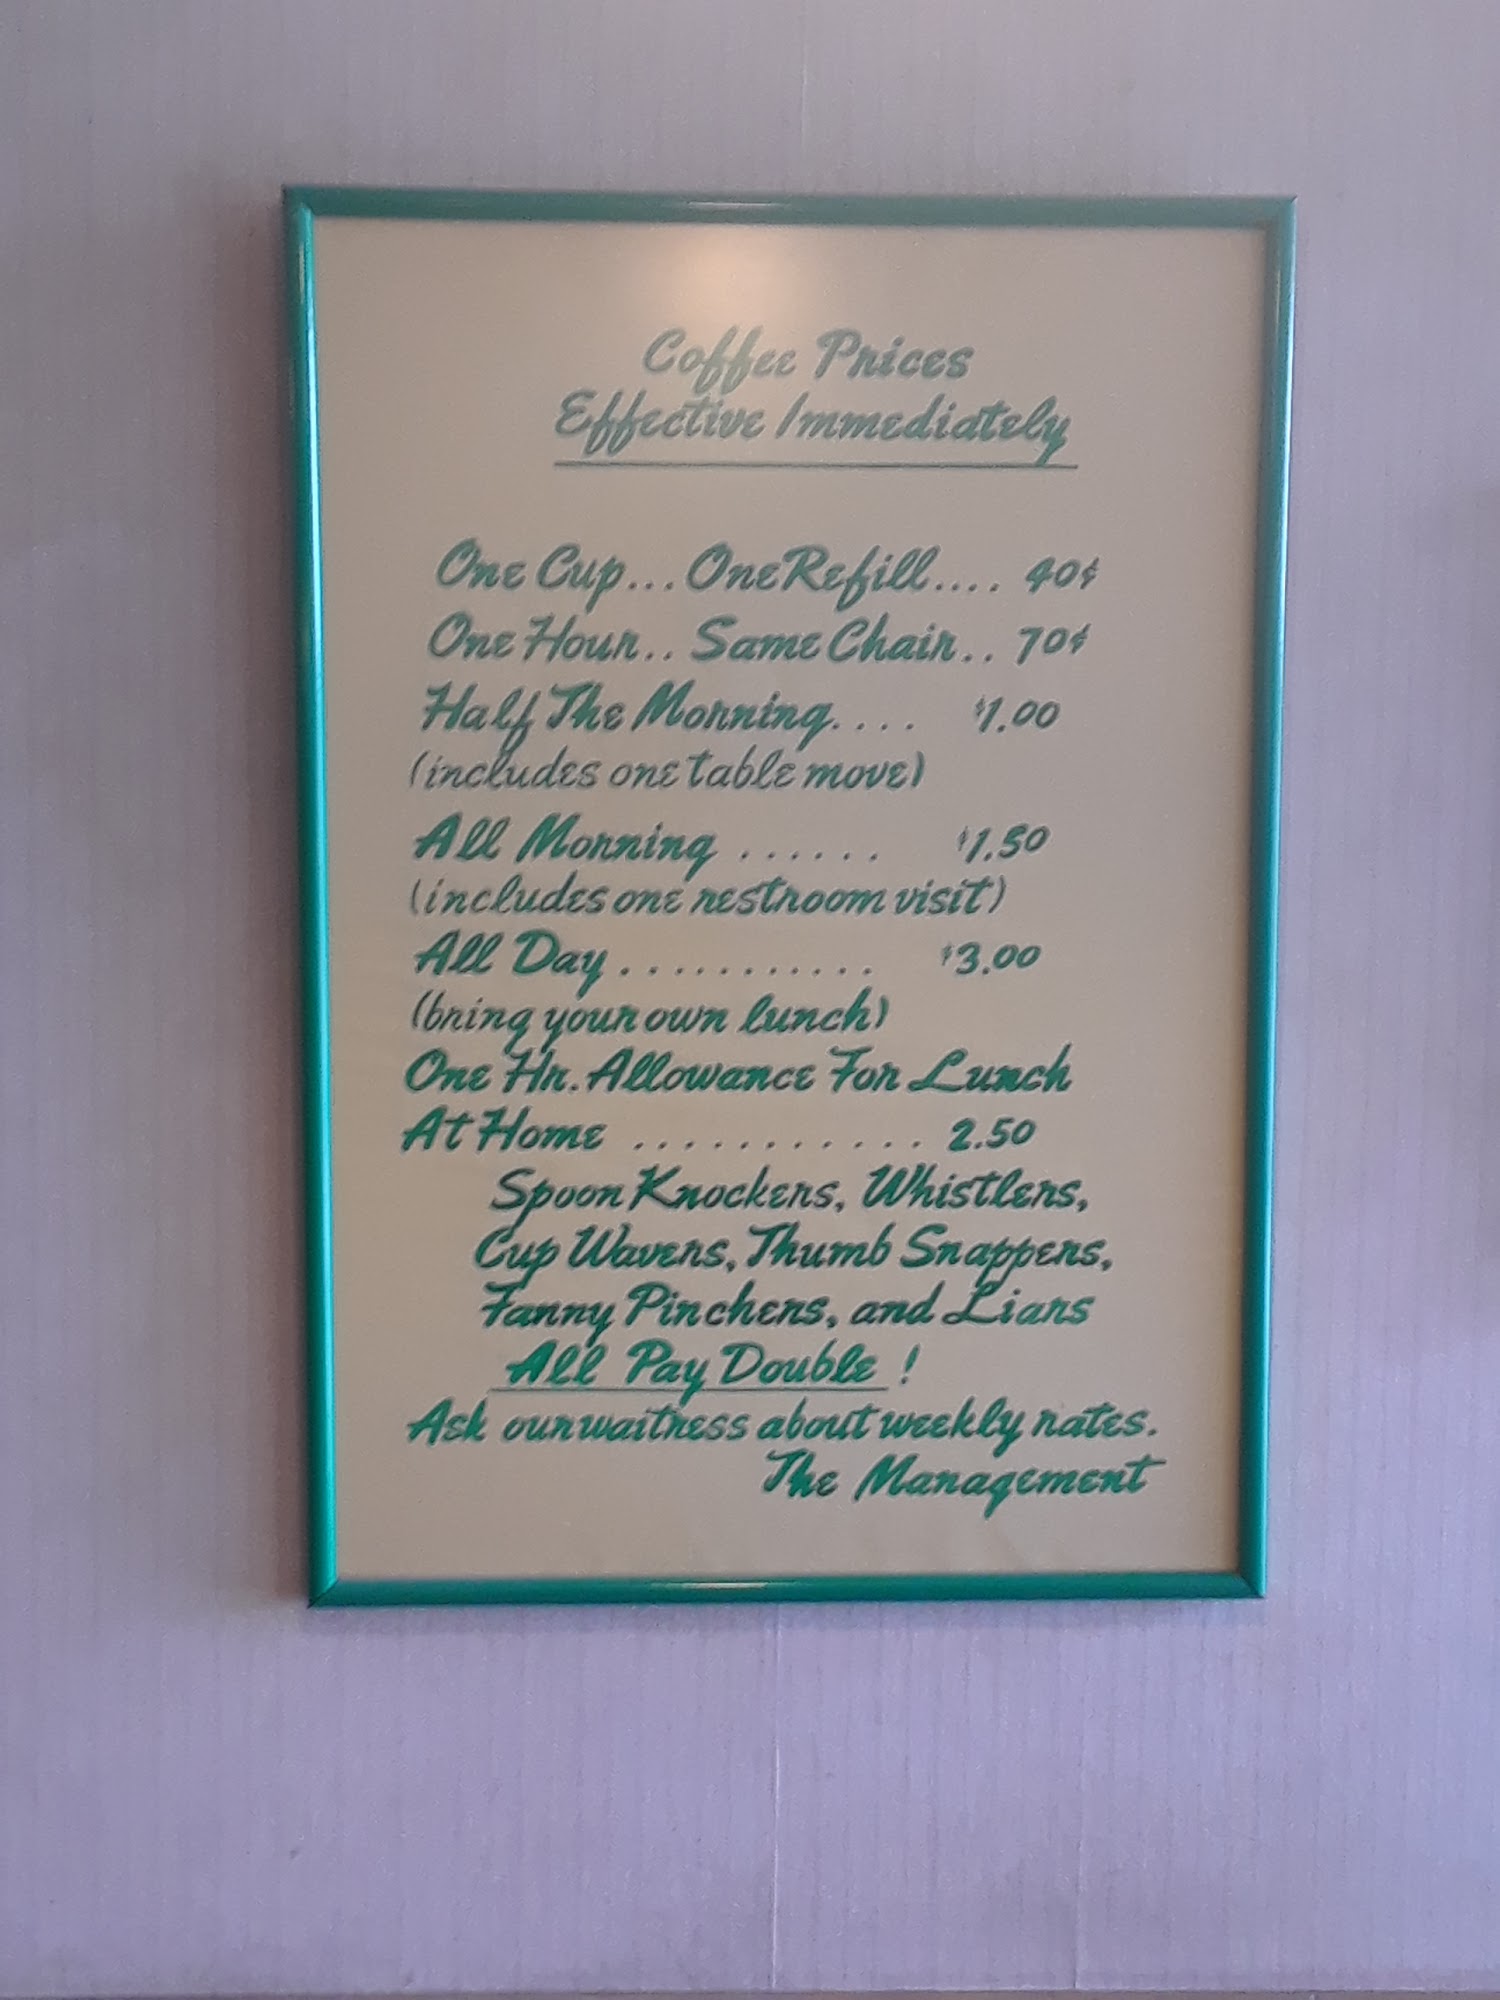 Coffee Prices
Effective Immediately
One Cup... One Refill.... 40¢
One Hour.. Same Chair.. 70¢
Half The Morning.... $1.00
(includes one table move)
All Morning ...... $1.50
(includes one restroom visit)
All Day........... $3.00
(bring your own lunch)
One Hr. Allowance For Lunch
At Home ........... 2.50
Spoon Knockers, Whistlers,
Cup Wavers, Thumb Snappers,
Fanny Pinchers, and Liars
All Pay Double !
Ask our waitress about weekly rates.
The Management